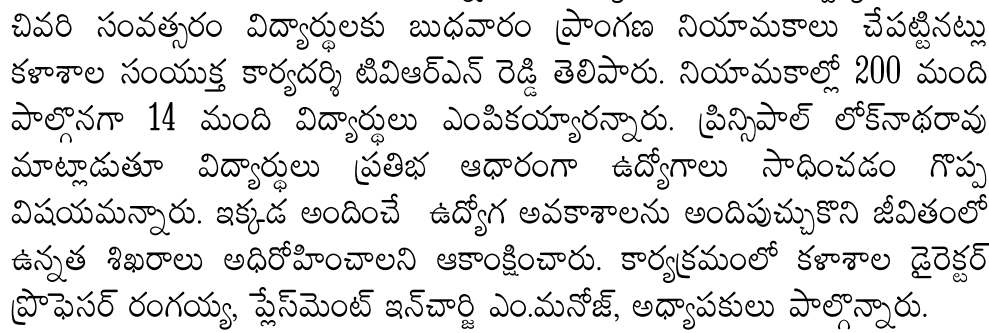 చివరి సంవత్సరం విద్యార్థులకు బుధవారం ప్రాంగణ నియామకాలు చేపట్టినట్లు
కళాశాల సంయుక్త కార్యదర్శి టివిఆర్ఎన్ రెడ్డి తెలిపారు. నియామకాల్లో 200 మంది
పాల్గొనగా 14 మంది విద్యార్థులు ఎంపికయ్యారన్నారు. ప్రిన్సిపాల్ లోక్‌నాథరావు
మాట్లాడుతూ విద్యార్థులు ప్రతిభ ఆధారంగా ఉద్యోగాలు సాధించడం గొప్ప
విషయమన్నారు. ఇక్కడ అందించే ఉద్యోగ అవకాశాలను అందిపుచ్చుకొని జీవితంలో
ఉన్నత శిఖరాలు అధిరోహించాలని ఆకాంక్షించారు. కార్యక్రమంలో కళాశాల డైరెక్టర్
ప్రొఫెసర్ రంగయ్య, ప్లేస్‌మెంట్ ఇన్‌చార్జి ఎం.మనోజ్, అధ్యాపకులు పాల్గొన్నారు.